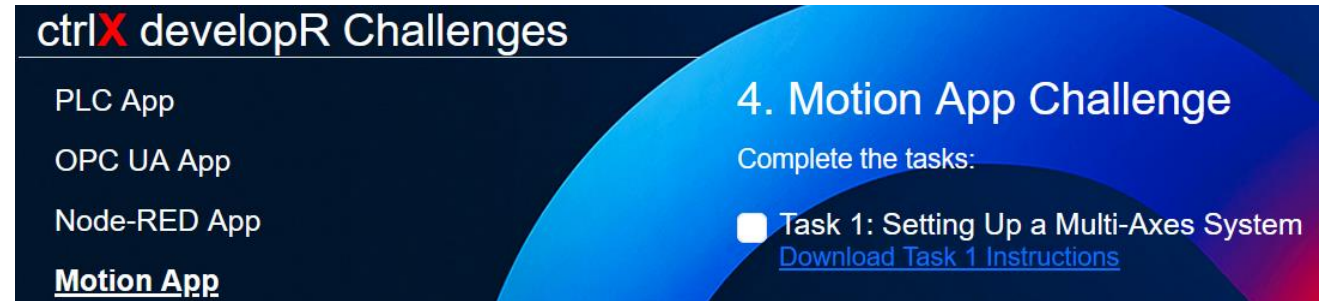 ctrlX developR Challenges
PLC App
OPC UA App
Node-RED App
Motion App
4. Motion App Challenge
Complete the tasks:
Task 1: Setting Up a Multi-Axes System
Download Task 1 Instructions